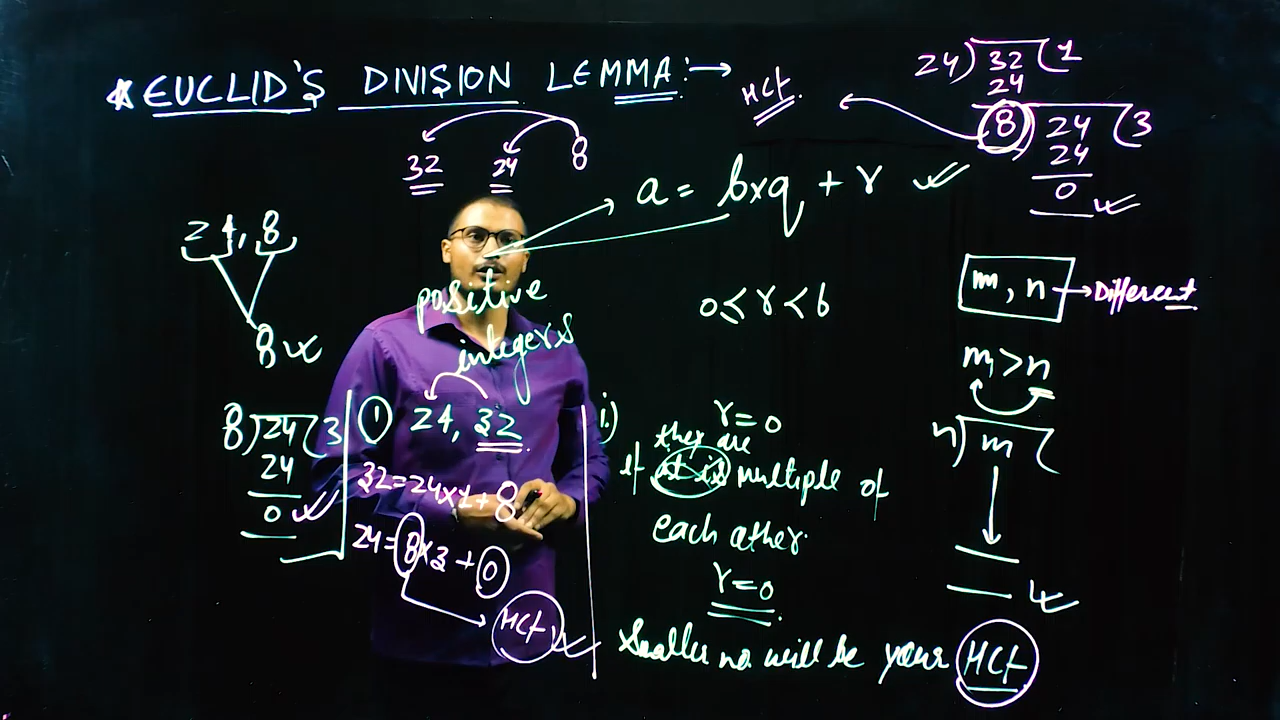 * EUCLID'S DIVISION LEMMA:→ HCf.
24) 32 (1
24
8) 24 (3
24
0
32 24 8
a = b×q + r
24, 8
8
positive
integers
0 ≤ r < b
m, n → Different
m > n
n) m (
8) 24 (3
24
0
① 24, 32
32 = 24×1 + 8
24 = 8×3 + 0
HCf
i.) r = 0
they are
if it is multiple of
each other.
r = 0
Smaller no. will be your HCf